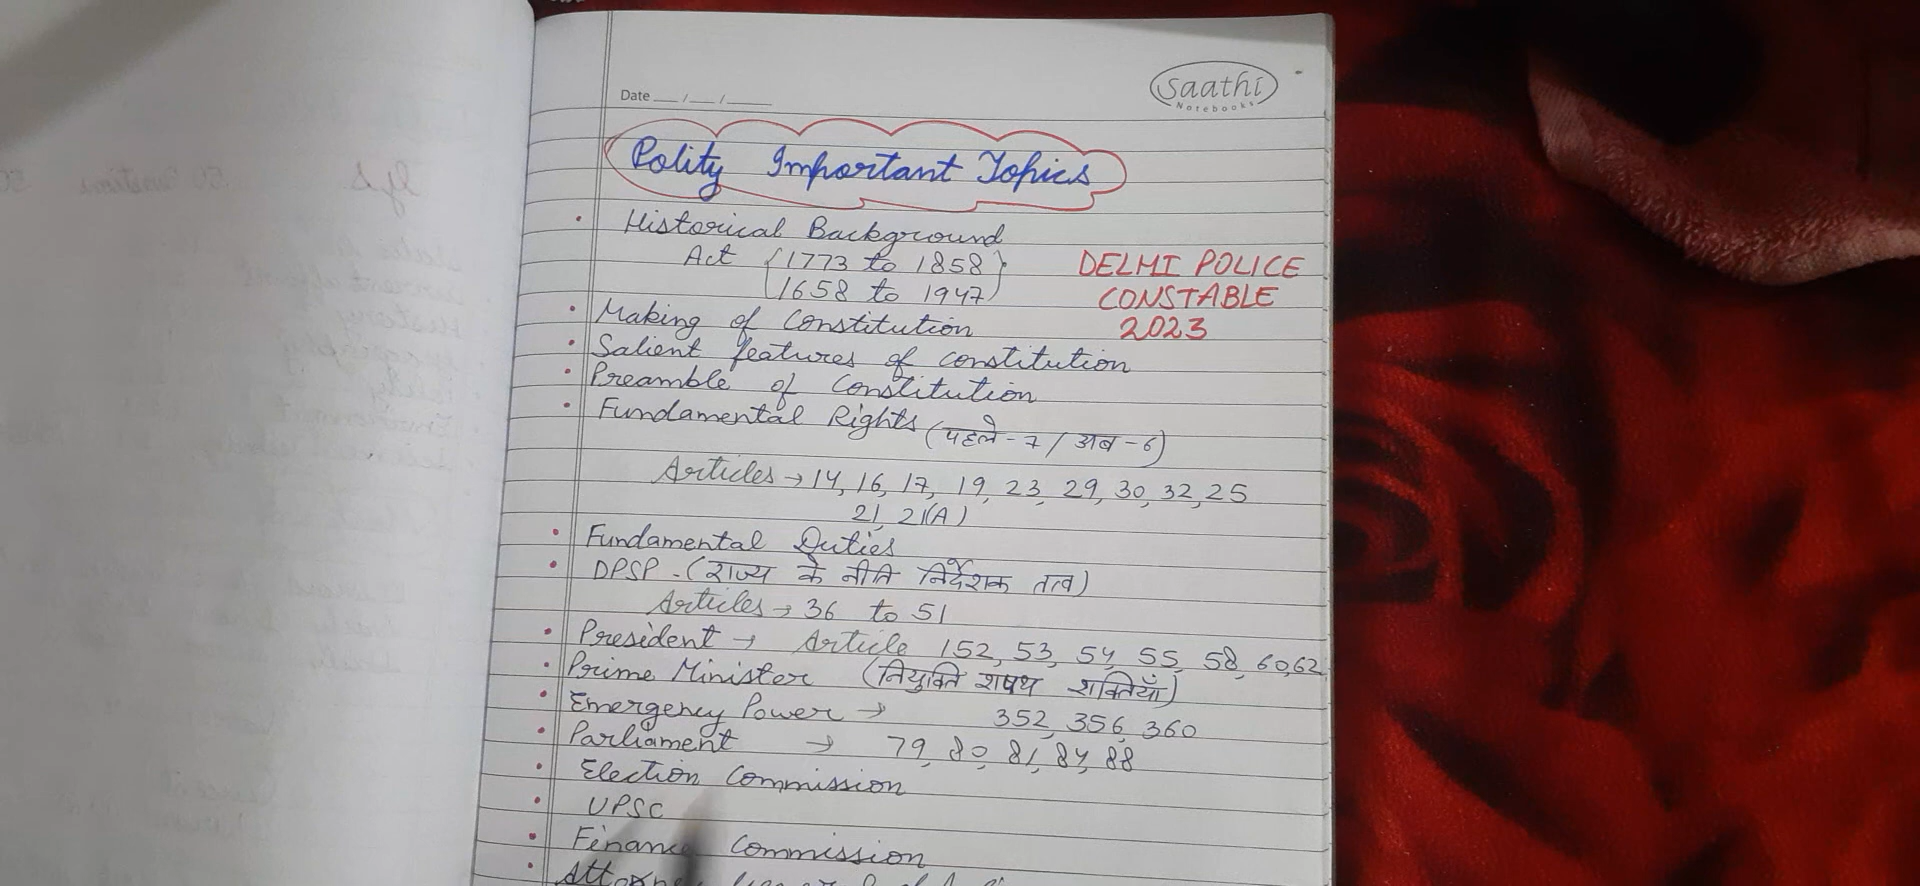 Saathi
Notebooks
Date __/__/____
Polity Important Topics
• Historical Background
Act {1773 to 1858}
{1658 to 1947}
DELHI POLICE
CONSTABLE
2023
• Making of Constitution
• Salient features of constitution
• Preamble of Constitution
• Fundamental Rights (पहले - 7 / अब - 6)
Articles → 14, 16, 17, 19, 23, 29, 30, 32, 25
21, 21(A)
• Fundamental Duties
• DPSP - (राज्य के नीति निर्देशक तत्व)
Articles → 36 to 51
• President → Article 152, 53, 54, 55, 58, 60, 62
• Prime Minister (नियुक्ति शपथ शक्तियाँ)
• Emergency Power → 352, 356, 360
• Parliament → 79, 80, 81, 84, 88
• Election Commission
• UPSC
• Finance Commission